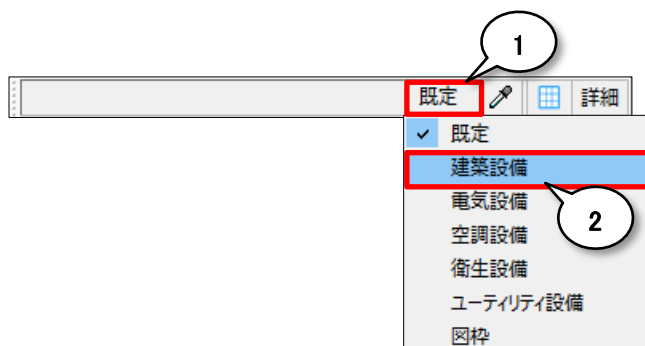 1
既定 詳細
既定
建築設備
電気設備
2
空調設備
衛生設備
ユーティリティ設備
図枠